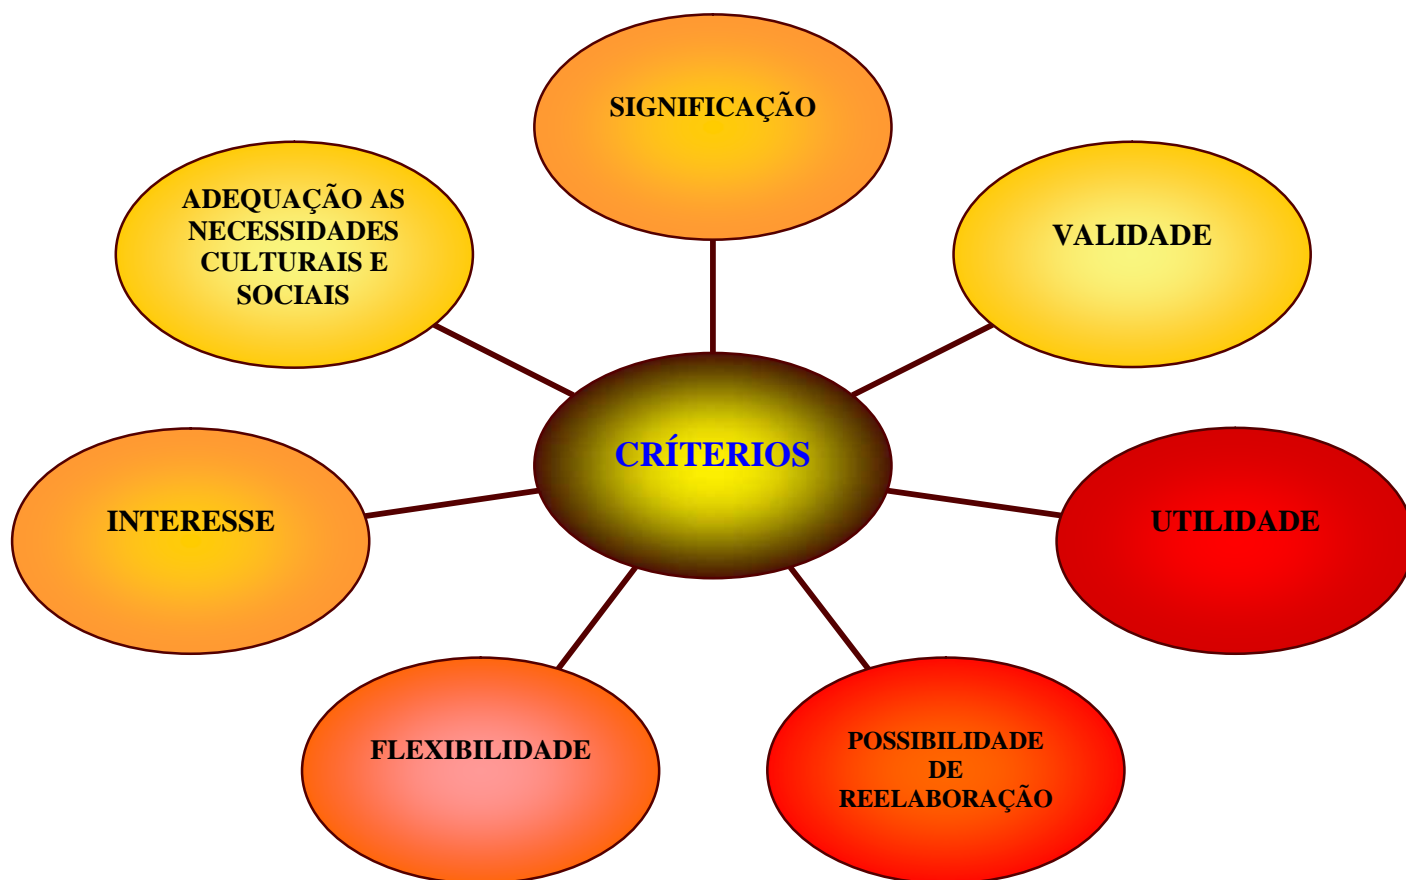 SIGNIFICAÇÃO
ADEQUAÇÃO AS
NECESSIDADES
CULTURAIS E
SOCIAIS
VALIDADE
CRÍTERIOS
INTERESSE
UTILIDADE
FLEXIBILIDADE
POSSIBILIDADE
DE
REELABORAÇÃO